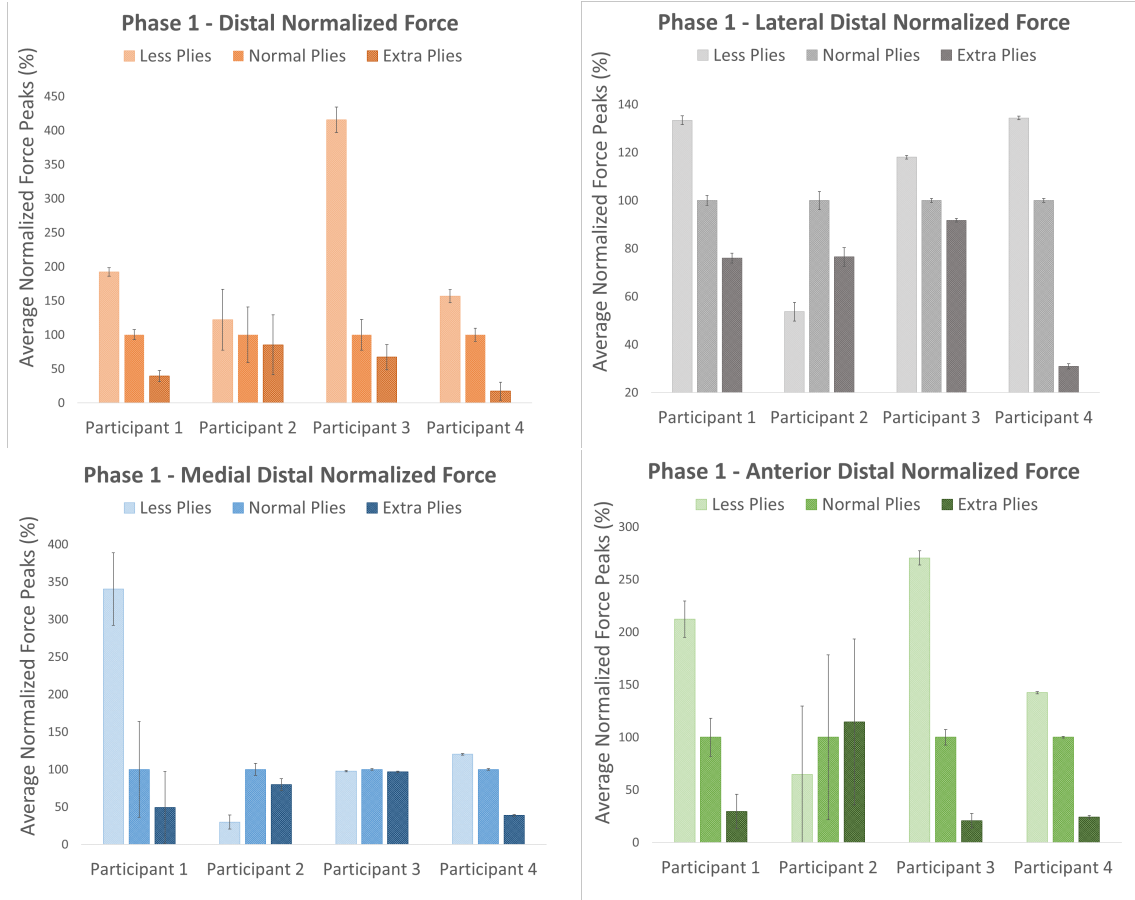 Phase 1 - Distal Normalized Force
Less Plies Normal Plies Extra Plies
Average Normalized Force Peaks (%)
450
400
350
300
250
200
150
100
50
0
Participant 1 Participant 2 Participant 3 Participant 4
Phase 1 - Lateral Distal Normalized Force
Less Plies Normal Plies Extra Plies
Average Normalized Force Peaks (%)
140
120
100
80
60
40
20
Participant 1 Participant 2 Participant 3 Participant 4
Phase 1 - Medial Distal Normalized Force
Less Plies Normal Plies Extra Plies
Average Normalized Force Peaks (%)
400
350
300
250
200
150
100
50
0
Participant 1 Participant 2 Participant 3 Participant 4
Phase 1 - Anterior Distal Normalized Force
Less Plies Normal Plies Extra Plies
Average Normalized Force Peaks (%)
300
250
200
150
100
50
0
Participant 1 Participant 2 Participant 3 Participant 4